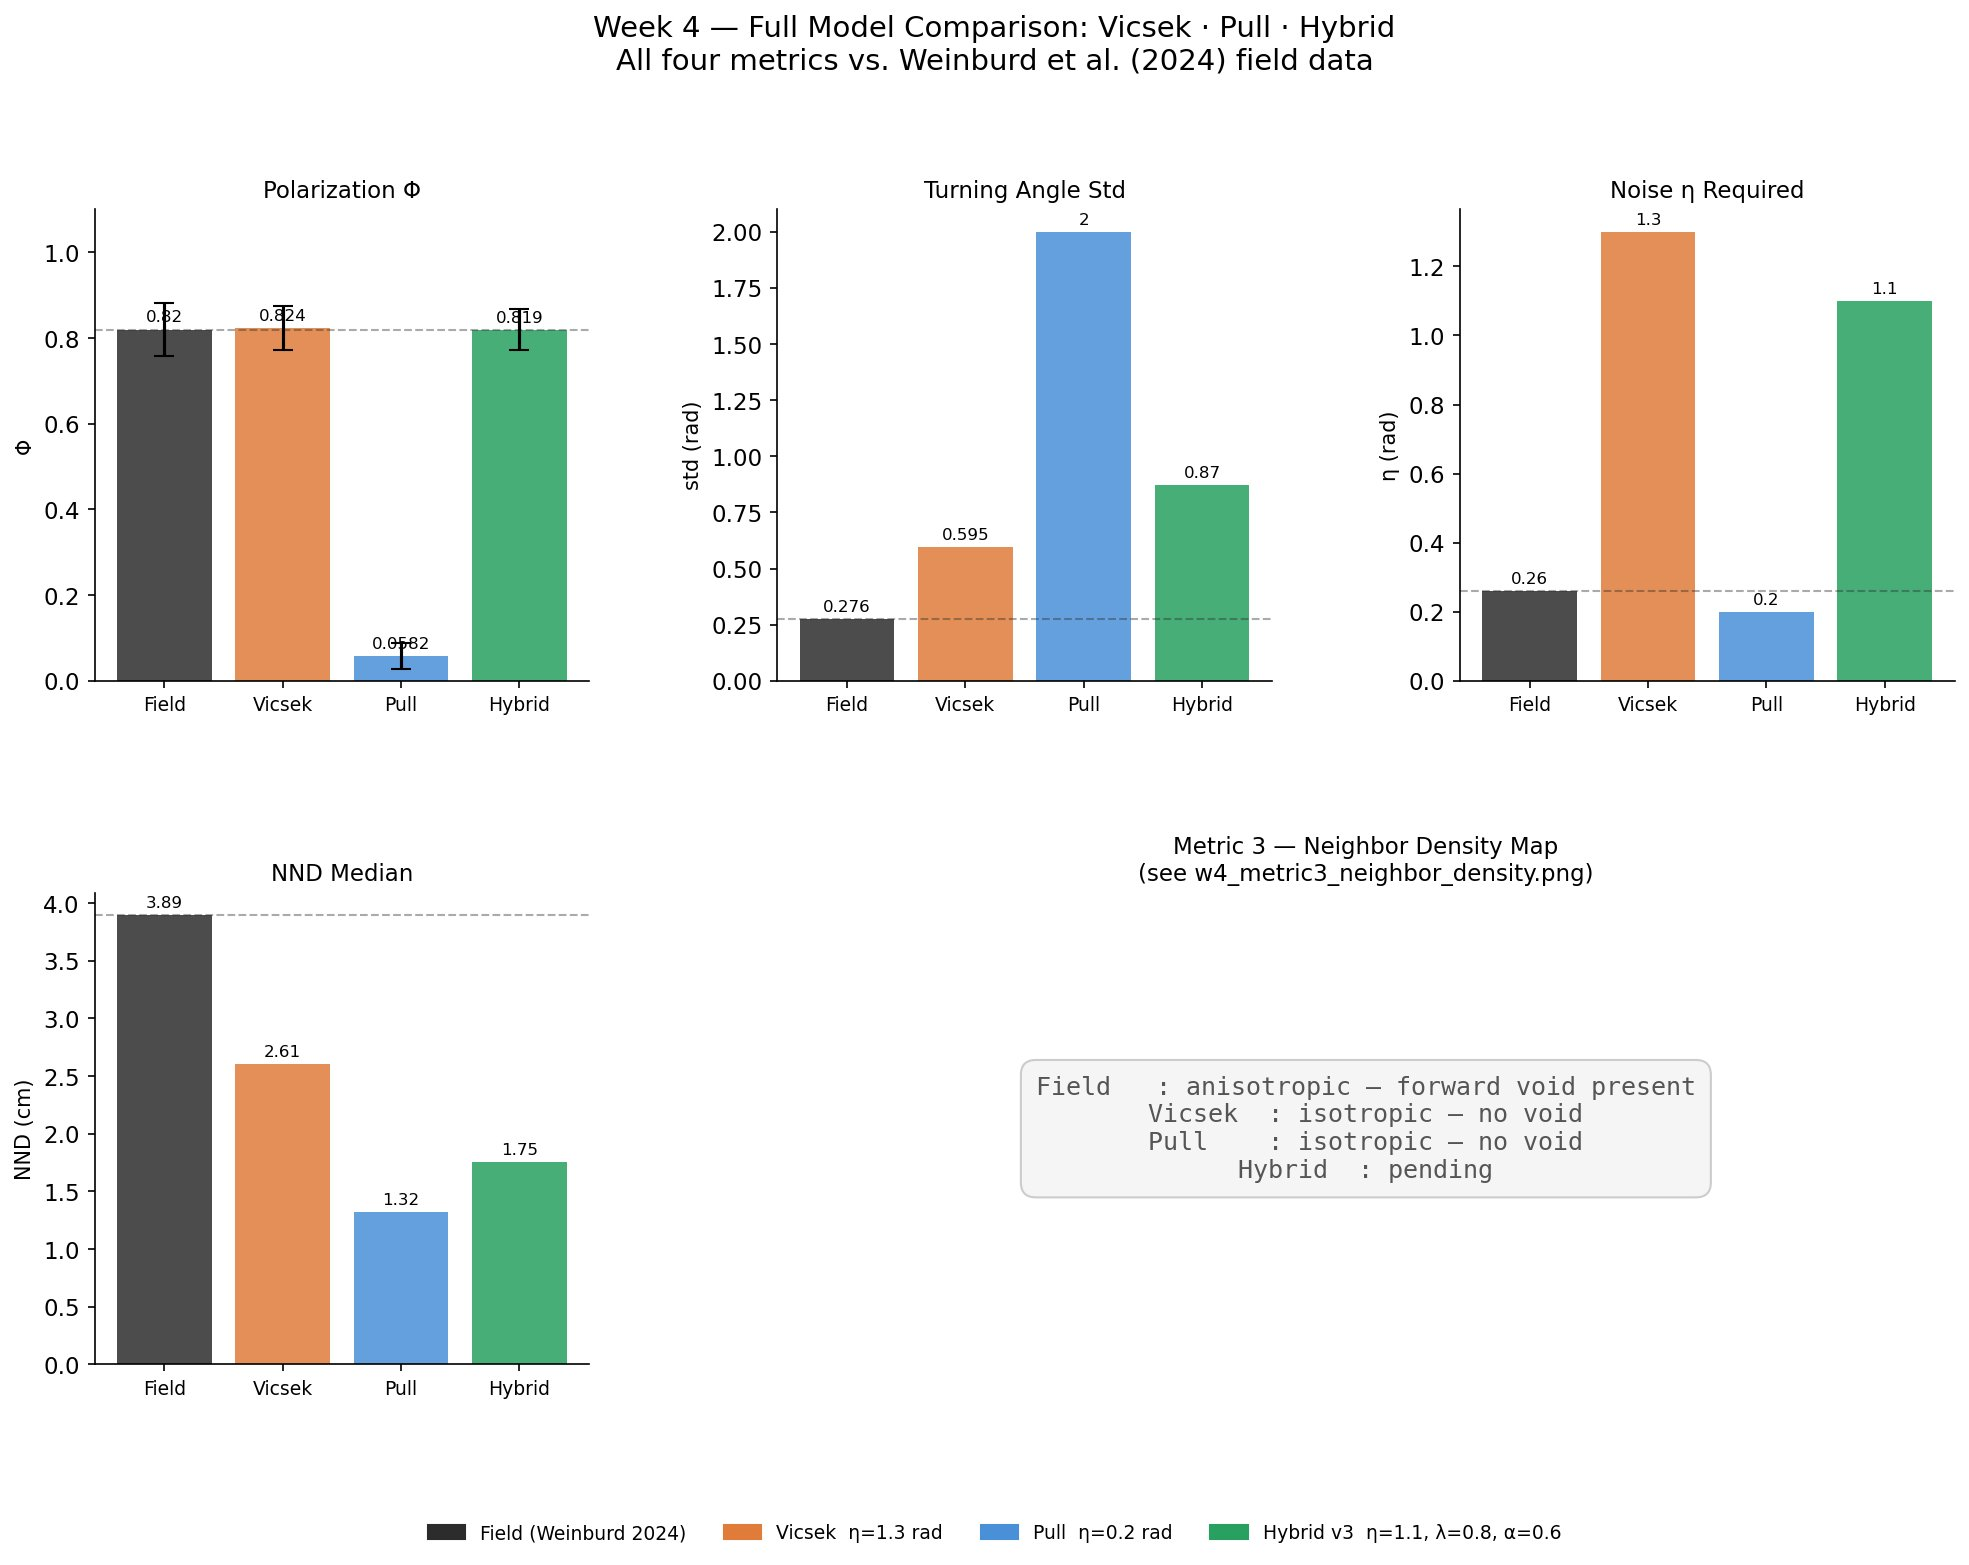 Week 4 — Full Model Comparison: Vicsek · Pull · Hybrid
All four metrics vs. Weinburd et al. (2024) field data
Polarization Φ
Φ
1.0
0.8
0.6
0.4
0.2
0.0
0.82
0.824
0.0582
0.819
Field
Vicsek
Pull
Hybrid
Turning Angle Std
std (rad)
2.00
1.75
1.50
1.25
1.00
0.75
0.50
0.25
0.00
0.276
0.595
2
0.87
Field
Vicsek
Pull
Hybrid
Noise η Required
η (rad)
1.2
1.0
0.8
0.6
0.4
0.2
0.0
0.26
1.3
0.2
1.1
Field
Vicsek
Pull
Hybrid
NND Median
NND (cm)
4.0
3.5
3.0
2.5
2.0
1.5
1.0
0.5
0.0
3.89
2.61
1.32
1.75
Field
Vicsek
Pull
Hybrid
Metric 3 — Neighbor Density Map
(see w4_metric3_neighbor_density.png)
Field   : anisotropic — forward void present
Vicsek  : isotropic — no void
Pull    : isotropic — no void
Hybrid  : pending
Field (Weinburd 2024)
Vicsek  η=1.3 rad
Pull  η=0.2 rad
Hybrid v3  η=1.1, λ=0.8, α=0.6